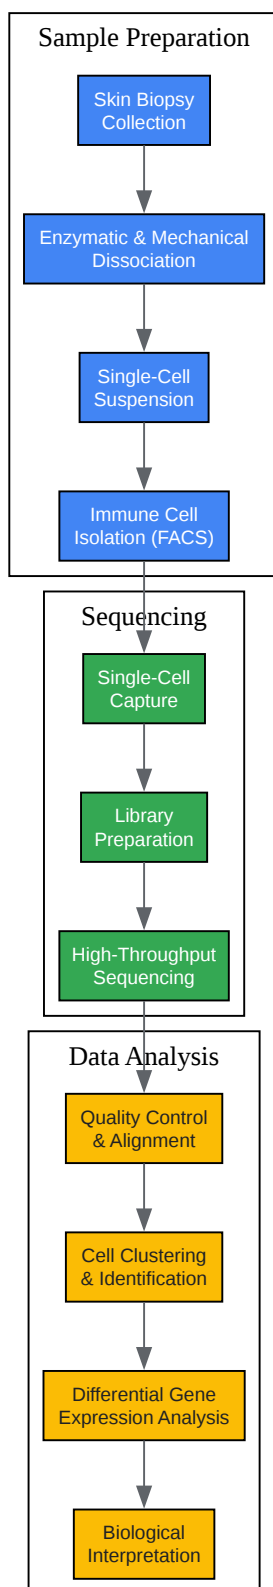 Sample Preparation
Skin Biopsy
Collection
Enzymatic & Mechanical
Dissociation
Single-Cell
Suspension
Immune Cell
Isolation (FACS)
Sequencing
Single-Cell
Capture
Library
Preparation
High-Throughput
Sequencing
Data Analysis
Quality Control
& Alignment
Cell Clustering
& Identification
Differential Gene
Expression Analysis
Biological
Interpretation